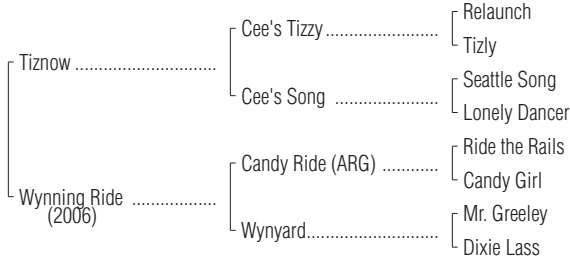 Relaunch
Cee's Tizzy ........................
Tizly
Tiznow ..............................
Seattle Song
Cee's Song ......................
Lonely Dancer
Ride the Rails
Candy Ride (ARG) ............
Candy Girl
Wynning Ride ..................
(2006)
Mr. Greeley
Wynyard............................
Dixie Lass